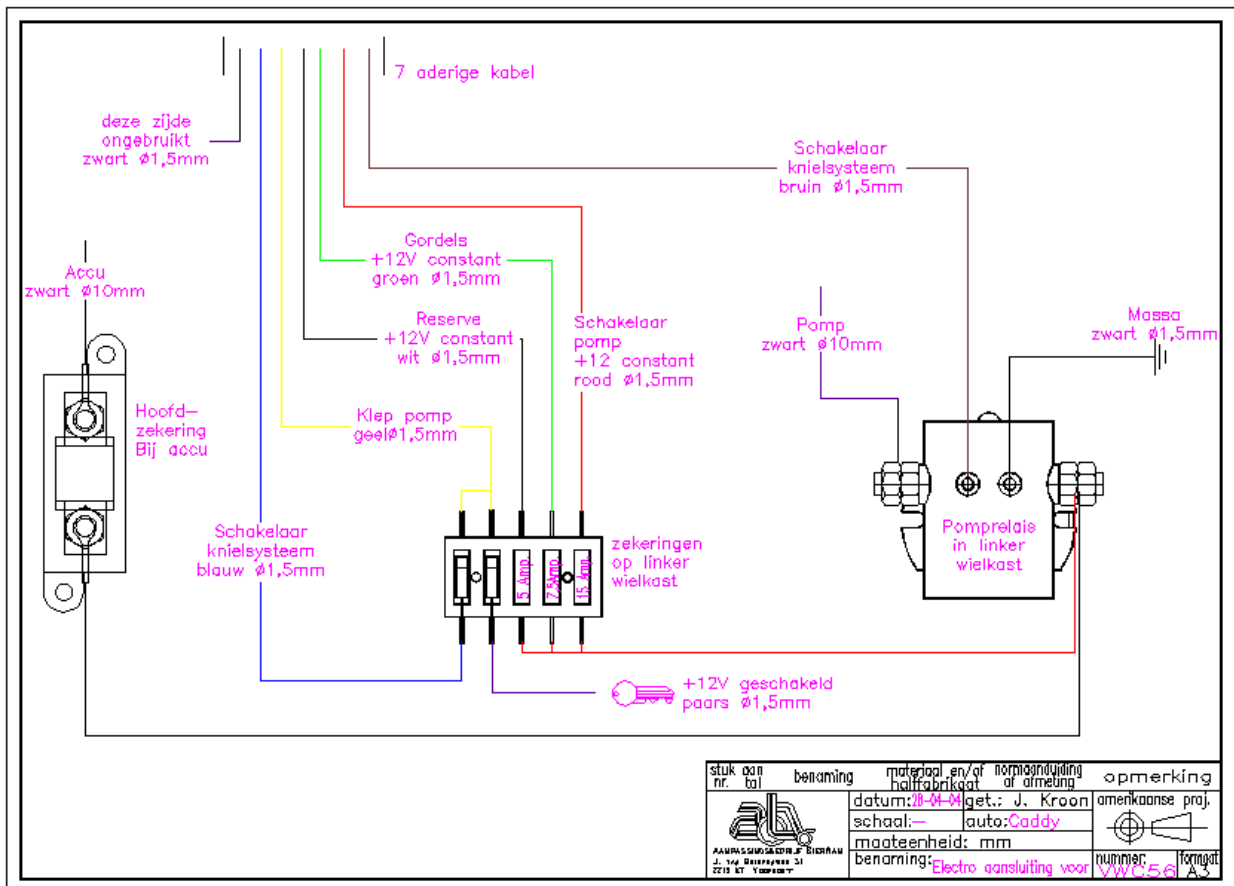 7 aderige kabel
deze zijde
ongebruikt
zwart ø1,5mm
Schakelaar
knielsysteem
bruin ø1,5mm
Accu
zwart ø10mm
Gordels
+12V constant
groen ø1,5mm
Reserve
+12V constant
wit ø1,5mm
Schakelaar
pomp
+12 constant
rood ø1,5mm
Pomp
zwart ø10mm
Massa
zwart ø1,5mm
Hoofd-
zekering
Bij accu
Klep pomp
geelø1,5mm
Schakelaar
knielsysteem
blauw ø1,5mm
5 Amp.
7,5Amp.
15 Amp.
zekeringen
op linker
wielkast
Pomprelais
in linker
wielkast
+12V geschakeld
paars ø1,5mm
stuk nr.
aan tal
benaming
materiaal en/of halffabrikaat
normaanduiding of afmeting
opmerking
datum: 28-04-04
get.: J. Kroon
amerikaanse proj.
schaal: —
auto: Caddy
maateenheid: mm
AANPASSINGSBEDRIJF BIERMAN
benaming: Electro aansluiting voor
nummer: VWC56
formaat A3